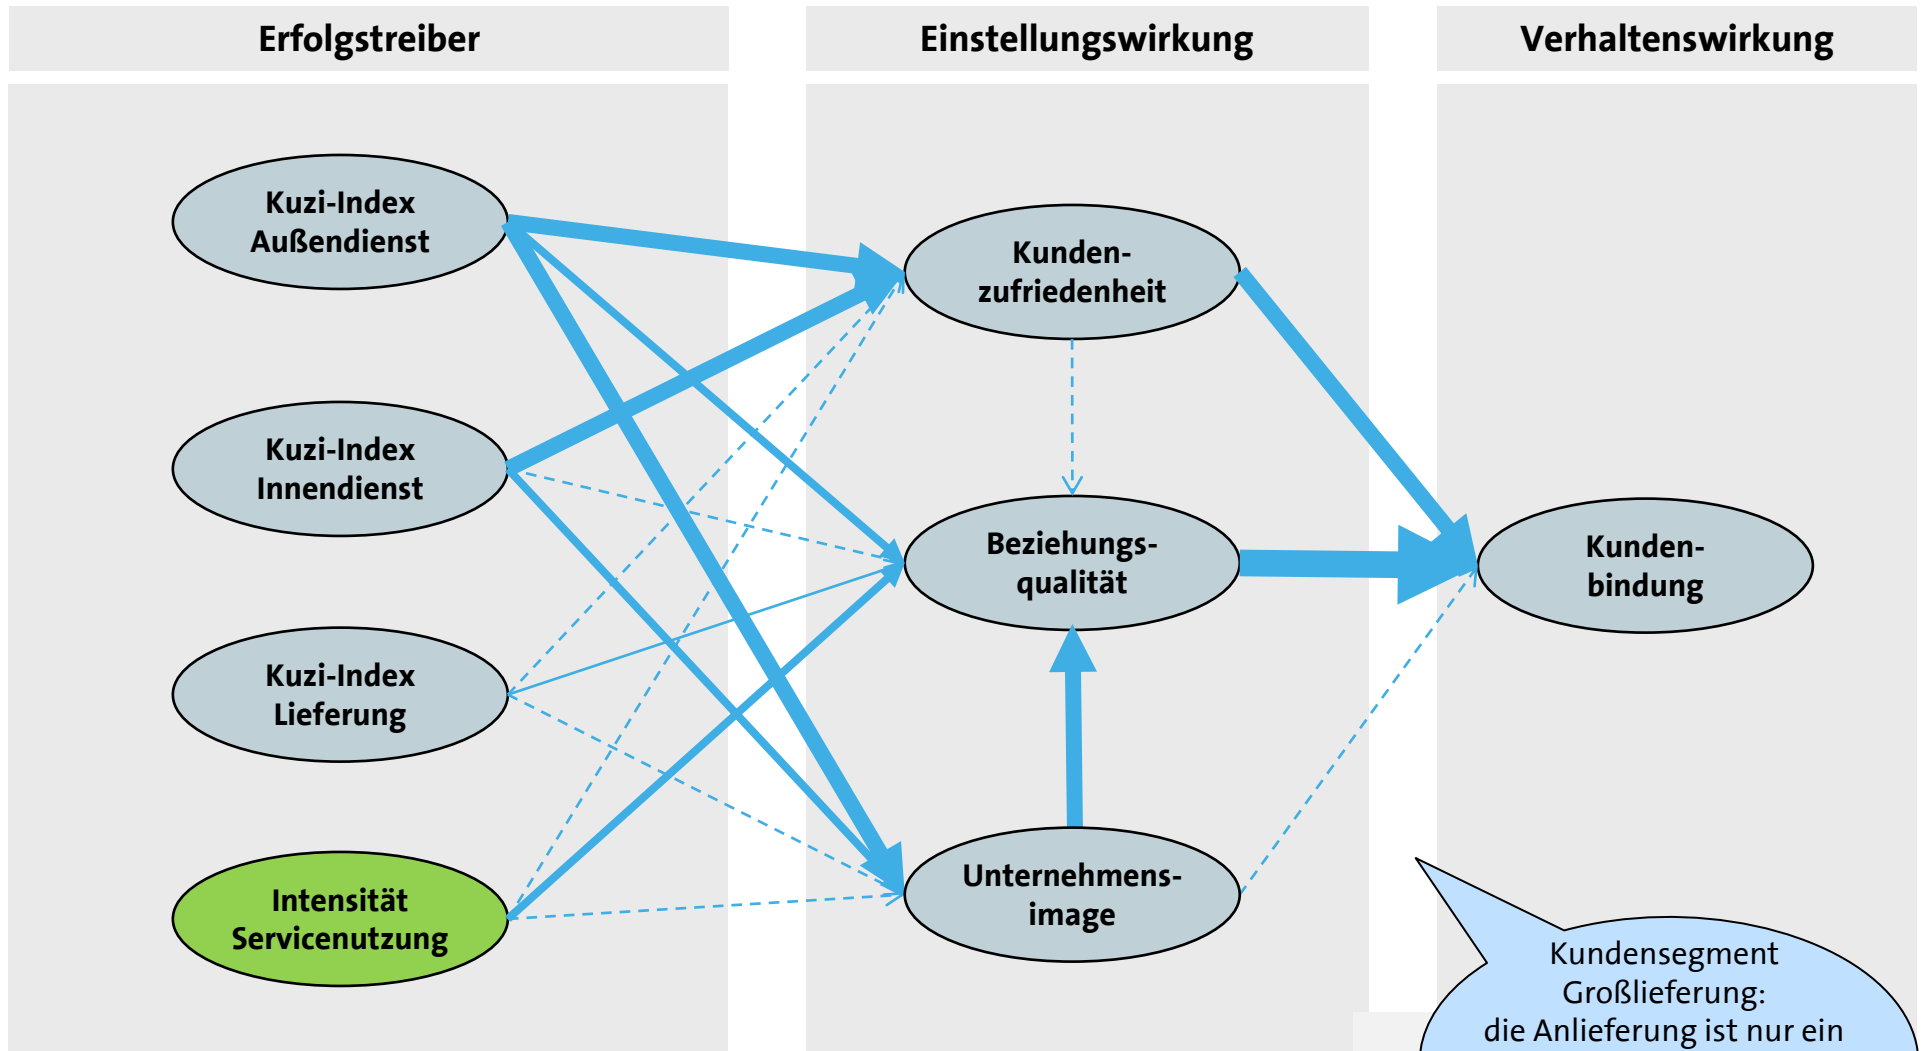 Erfolgstreiber
Einstellungswirkung
Verhaltenswirkung
Kuzi-Index
Außendienst
Kuzi-Index
Innendienst
Kuzi-Index
Lieferung
Intensität
Servicenutzung
Kunden-
zufriedenheit
Beziehungs-
qualität
Unternehmens-
image
Kunden-
bindung
Kundensegment
Großlieferung:
die Anlieferung ist nur ein